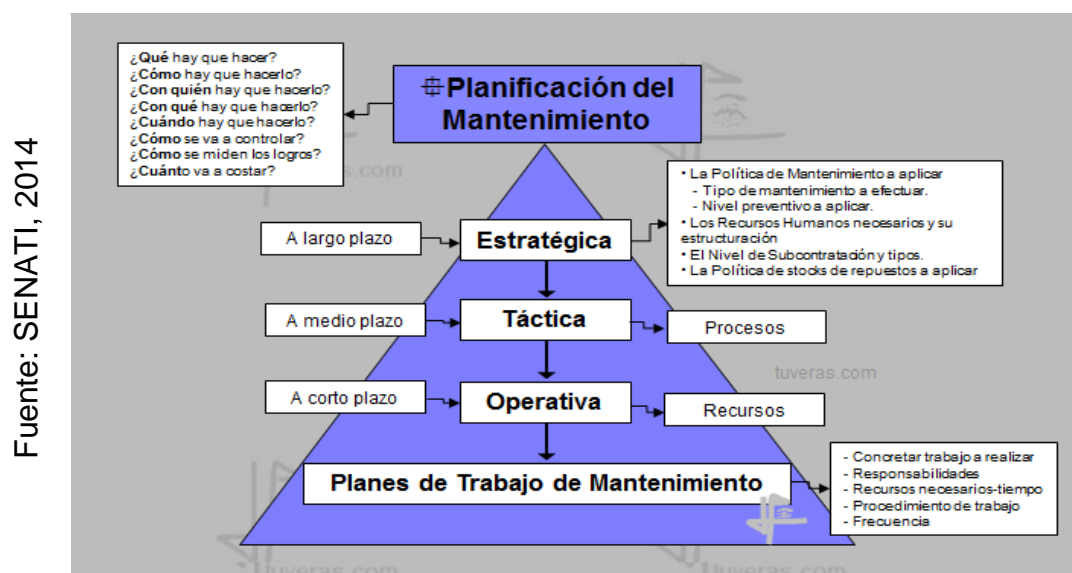 Fuente: SENATI, 2014
¿Qué hay que hacer?
¿Cómo hay que hacerlo?
¿Con quién hay que hacerlo?
¿Con qué hay que hacerlo?
¿Cuándo hay que hacerlo?
¿Cómo se va a controlar?
¿Cómo se miden los logros?
¿Cuánto va a costar?
Planificación del
Mantenimiento
s.com
A largo plazo
Estratégica
• La Política de Mantenimiento a aplicar
- Tipo de mantenimiento a efectuar.
- Nivel preventivo a aplicar.
• Los Recursos Humanos necesarios y su
estructuración
• El Nivel de Subcontratación y tipos.
• La Política de stocks de repuestos a aplicar
A medio plazo
Táctica
Procesos
tuveras.com
A corto plazo
Operativa
Recursos
Planes de Trabajo de Mantenimiento
- Concretar trabajo a realizar
- Responsabilidades
- Recursos necesarios-tiempo
- Procedimiento de trabajo
- Frecuencia
tuveras.com
tuveras.com